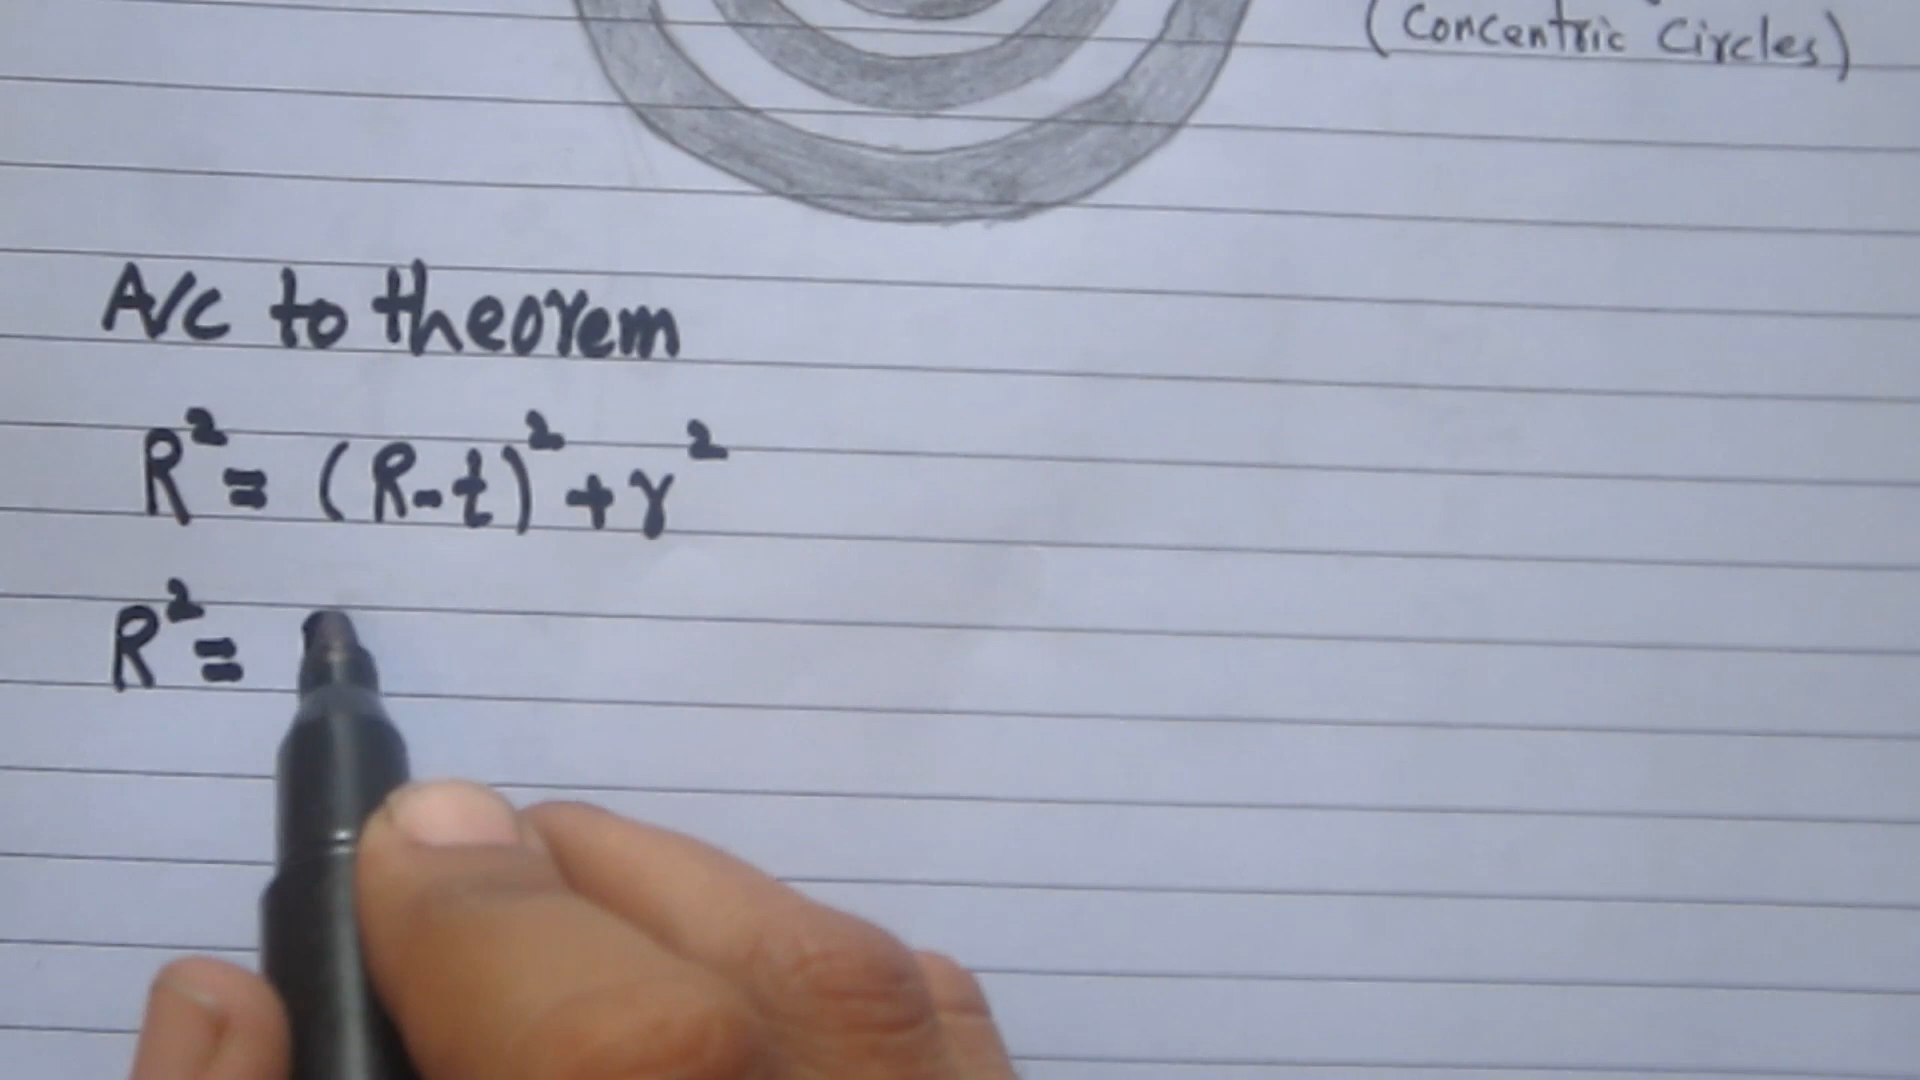 (Concentric Circles)
A/c to theorem
R² = (R-t)² + r²
R² =